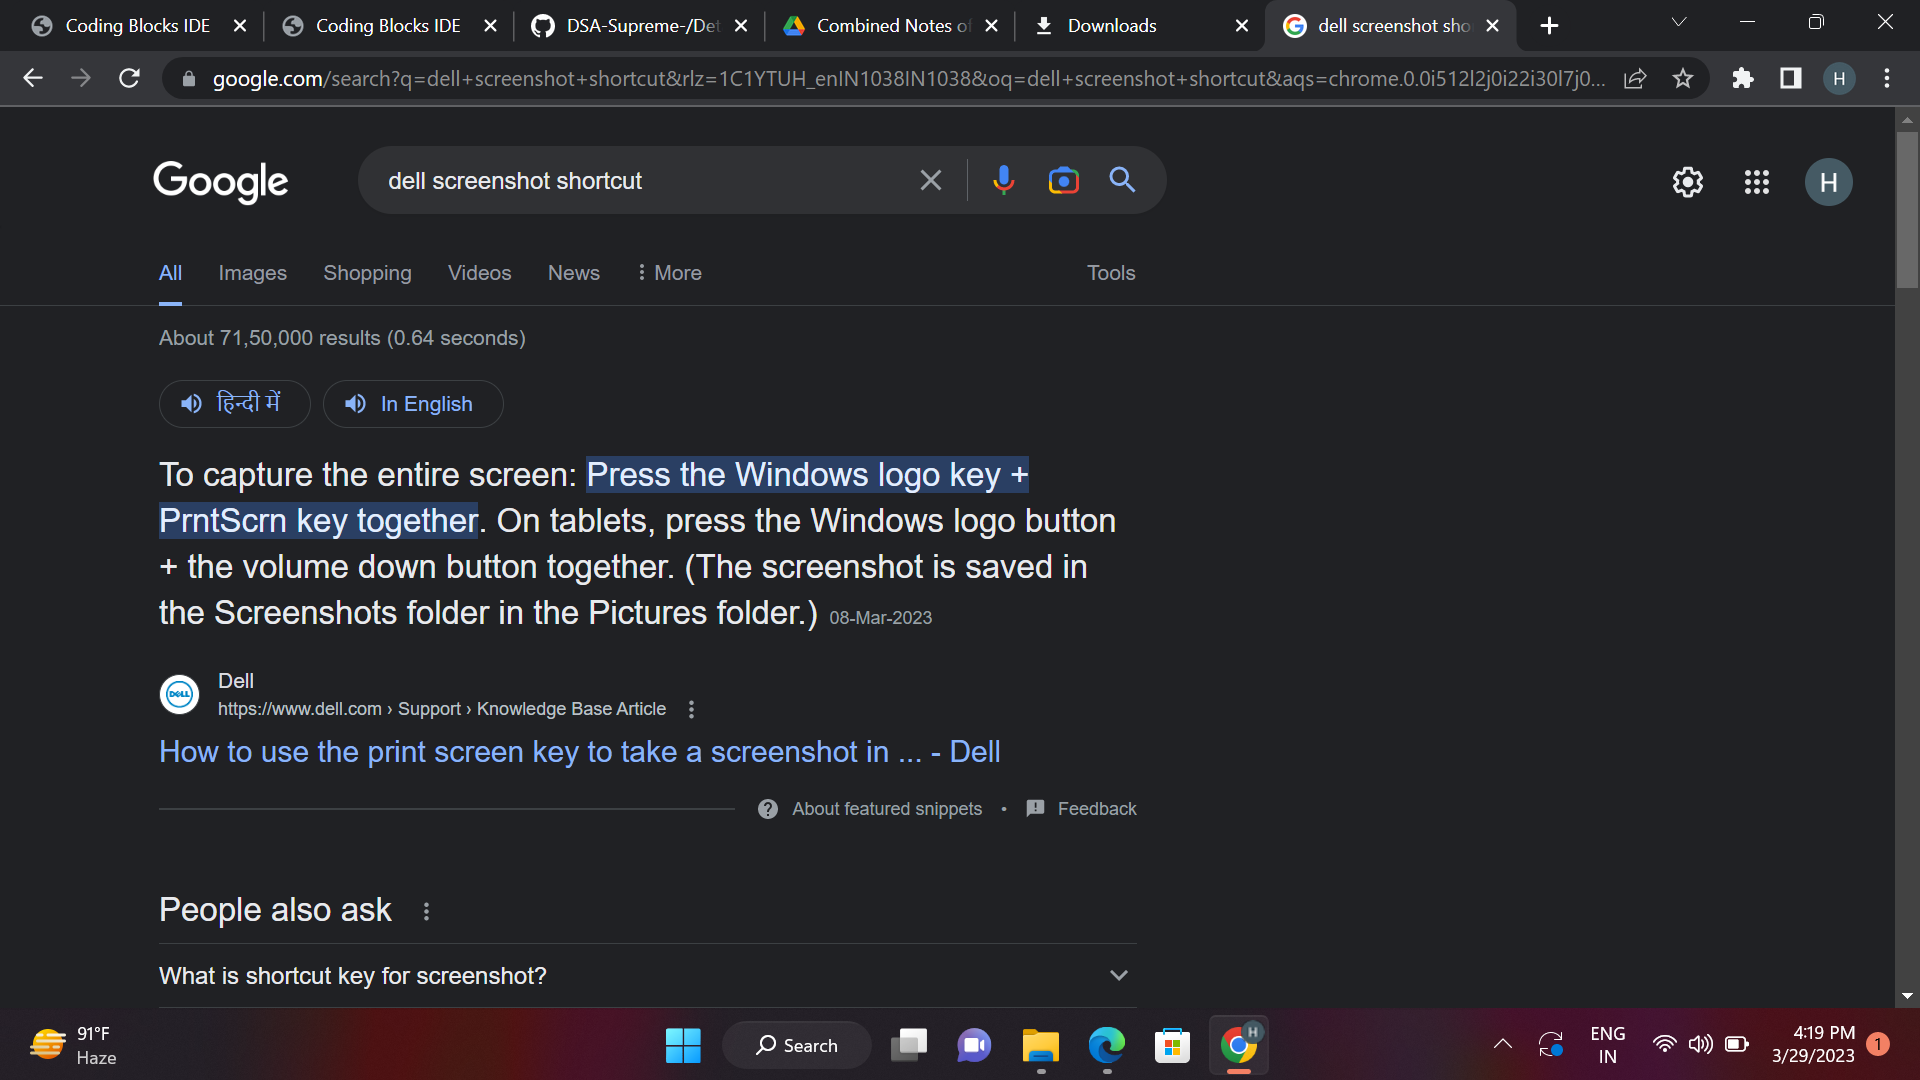 Coding Blocks IDE
Coding Blocks IDE
DSA-Supreme-/Det
Combined Notes of
Downloads
dell screenshot sho
google.com/search?q=dell+screenshot+shortcut&rlz=1C1YTUH_enIN1038IN1038&oq=dell+screenshot+shortcut&aqs=chrome.0.0i512l2j0i22i30l7j0...
H
Google
dell screenshot shortcut
H
All Images Shopping Videos News More Tools
About 71,50,000 results (0.64 seconds)
हिन्दी में
In English
To capture the entire screen: Press the Windows logo key +
PrntScrn key together. On tablets, press the Windows logo button
+ the volume down button together. (The screenshot is saved in
the Screenshots folder in the Pictures folder.) 08-Mar-2023
DELL
Dell
https://www.dell.com › Support › Knowledge Base Article
How to use the print screen key to take a screenshot in ... - Dell
About featured snippets • Feedback
People also ask
What is shortcut key for screenshot?
91°F
Haze
Search
H
ENG
IN
4:19 PM
3/29/2023
1